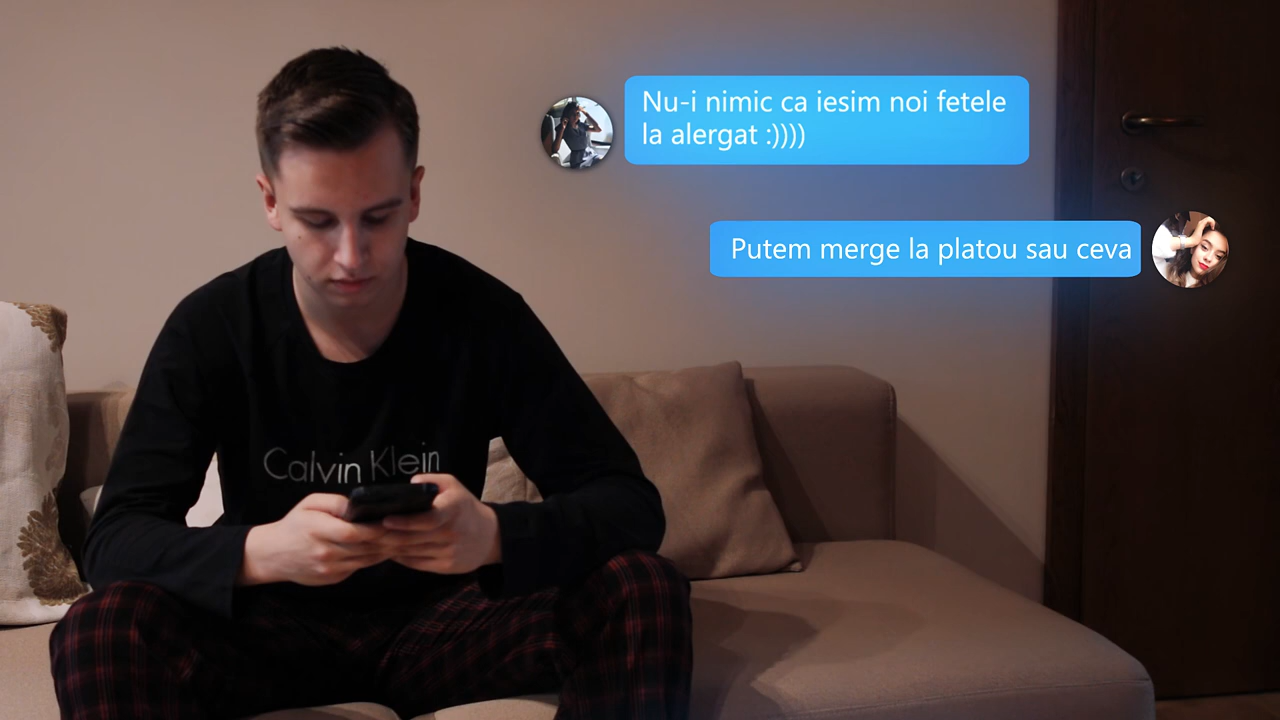 Nu-i nimic ca iesim noi fetele
la alergat :))))
Putem merge la platou sau ceva
Calvin Klein